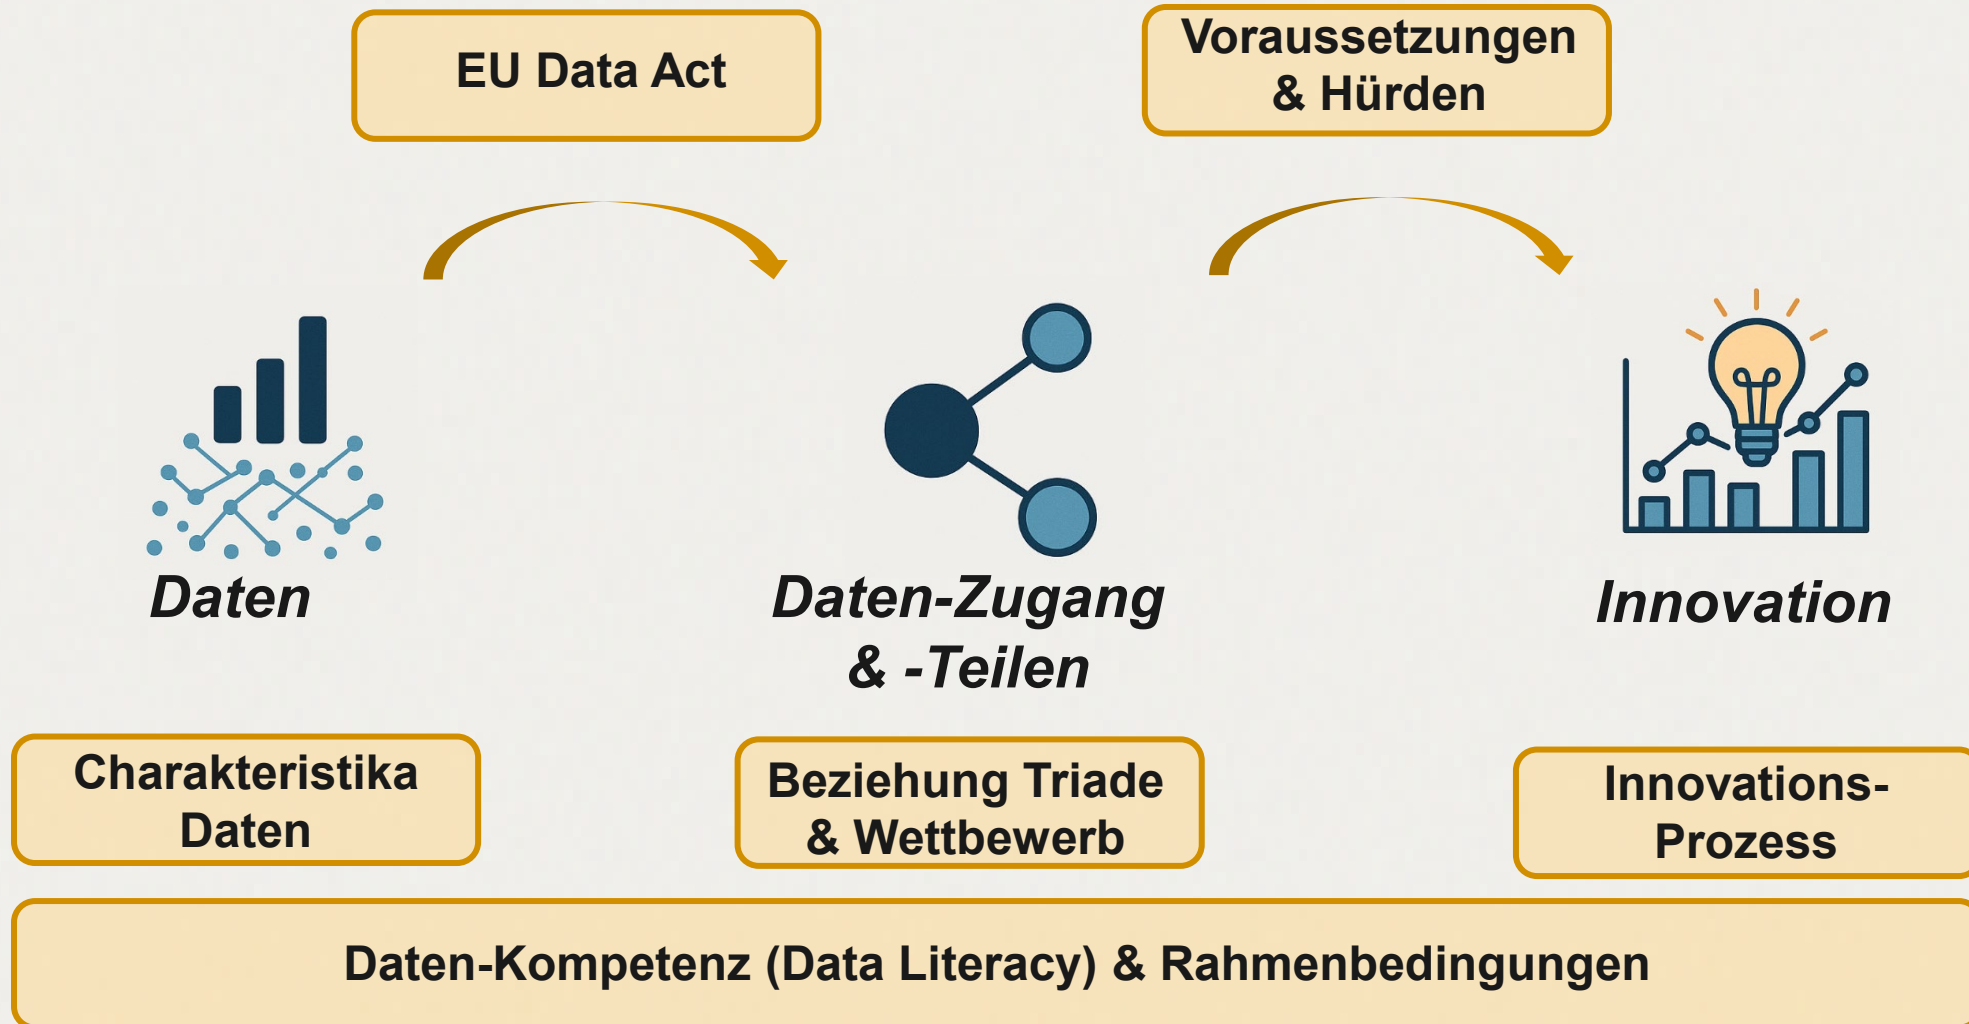 EU Data Act
Voraussetzungen
& Hürden
Daten
Daten-Zugang
& -Teilen
Innovation
Charakteristika
Daten
Beziehung Triade
& Wettbewerb
Innovations-
Prozess
Daten-Kompetenz (Data Literacy) & Rahmenbedingungen